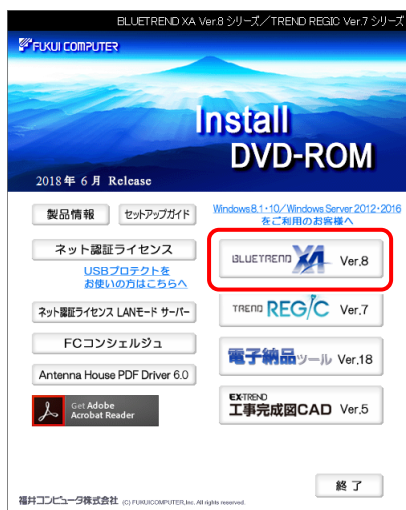 BLUETREND XA Ver.8 シリーズ／TREND REGIC Ver.7 シリーズ
FUKUI COMPUTER
Install
DVD-ROM
2018年 6月 Release
製品情報
セットアップガイド
Windows8.1・10／Windows Server 2012・2016
をご利用のお客様へ
ネット認証ライセンス
USBプロテクトを
お使いの方はこちらへ
BLUETREND XA Ver.8
ネット認証ライセンス LANモード サーバー
TREND REGIC Ver.7
FCコンシェルジュ
電子納品ツール Ver.18
Antenna House PDF Driver 6.0
Get Adobe
Acrobat Reader
EX-TREND
工事完成図CAD Ver.5
終了
福井コンピュータ株式会社 (C) FUKUICOMPUTER,Inc. All rights reserved.